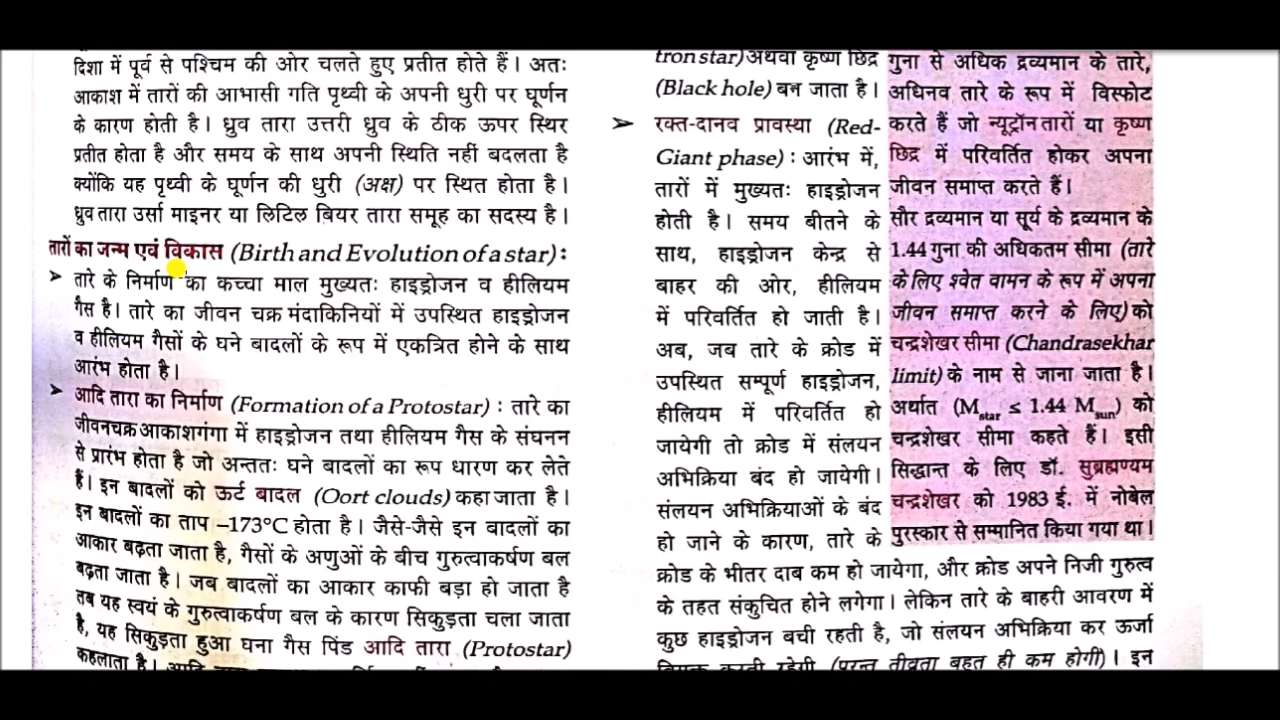 दिशा में पूर्व से पश्चिम की ओर चलते हुए प्रतीत होते हैं। अतः
आकाश में तारों की आभासी गति पृथ्वी के अपनी धुरी पर घूर्णन
के कारण होती है। ध्रुव तारा उत्तरी ध्रुव के ठीक ऊपर स्थिर
प्रतीत होता है और समय के साथ अपनी स्थिति नहीं बदलता है
क्योंकि यह पृथ्वी के घूर्णन की धुरी (अक्ष) पर स्थित होता है।
ध्रुव तारा उर्सा माइनर या लिटिल बियर तारा समूह का सदस्य है।
तारों का जन्म एवं विकास (Birth and Evolution of a star) :
➤ तारे के निर्माण का कच्चा माल मुख्यतः हाइड्रोजन व हीलियम
गैस है। तारे का जीवन चक्र मंदाकिनियों में उपस्थित हाइड्रोजन
व हीलियम गैसों के घने बादलों के रूप में एकत्रित होने के साथ
आरंभ होता है।
➤ आदि तारा का निर्माण (Formation of a Protostar) : तारे का
जीवनचक्र आकाशगंगा में हाइड्रोजन तथा हीलियम गैस के संघनन
से प्रारंभ होता है जो अन्ततः घने बादलों का रूप धारण कर लेते
हैं। इन बादलों को ऊर्ट बादल (Oort clouds) कहा जाता है।
इन बादलों का ताप –173°C होता है। जैसे-जैसे इन बादलों का
आकार बढ़ता जाता है, गैसों के अणुओं के बीच गुरुत्वाकर्षण बल
बढ़ता जाता है। जब बादलों का आकार काफी बड़ा हो जाता है
तब यह स्वयं के गुरुत्वाकर्षण बल के कारण सिकुड़ता चला जाता
है, यह सिकुड़ता हुआ घना गैस पिंड आदि तारा (Protostar)
कहलाता है।
tron star) अथवा कृष्ण छिद्र
(Black hole) बन जाता है।
➤ रक्त-दानव प्रावस्था (Red-
Giant phase) : आरंभ में,
तारों में मुख्यतः हाइड्रोजन
होती है। समय बीतने के
साथ, हाइड्रोजन केन्द्र से
बाहर की ओर, हीलियम
में परिवर्तित हो जाती है।
अब, जब तारे के क्रोड में
उपस्थित सम्पूर्ण हाइड्रोजन,
हीलियम में परिवर्तित हो
जायेगी तो क्रोड में संलयन
अभिक्रिया बंद हो जायेगी।
संलयन अभिक्रियाओं के बंद
हो जाने के कारण, तारे के
क्रोड के भीतर दाब कम हो जायेगा, और क्रोड अपने निजी गुरुत्व
के तहत संकुचित होने लगेगा। लेकिन तारे के बाहरी आवरण में
कुछ हाइड्रोजन बची रहती है, जो संलयन अभिक्रिया कर ऊर्जा
विमुक्त करती रहेगी (परन्तु तीव्रता बहुत ही कम होगी)। इन
गुना से अधिक द्रव्यमान के तारे,
अधिनव तारे के रूप में विस्फोट
करते हैं जो न्यूट्रॉन तारों या कृष्ण
छिद्र में परिवर्तित होकर अपना
जीवन समाप्त करते हैं।
सौर द्रव्यमान या सूर्य के द्रव्यमान के
1.44 गुना की अधिकतम सीमा (तारे
के लिए श्वेत वामन के रूप में अपना
जीवन समाप्त करने के लिए) को
चन्द्रशेखर सीमा (Chandrasekhar
limit) के नाम से जाना जाता है।
अर्थात (Mstar ≤ 1.44 Msun) को
चन्द्रशेखर सीमा कहते हैं। इसी
सिद्धान्त के लिए डॉ. सुब्रह्मण्यम
चन्द्रशेखर को 1983 ई. में नोबेल
पुरस्कार से सम्मानित किया गया था।